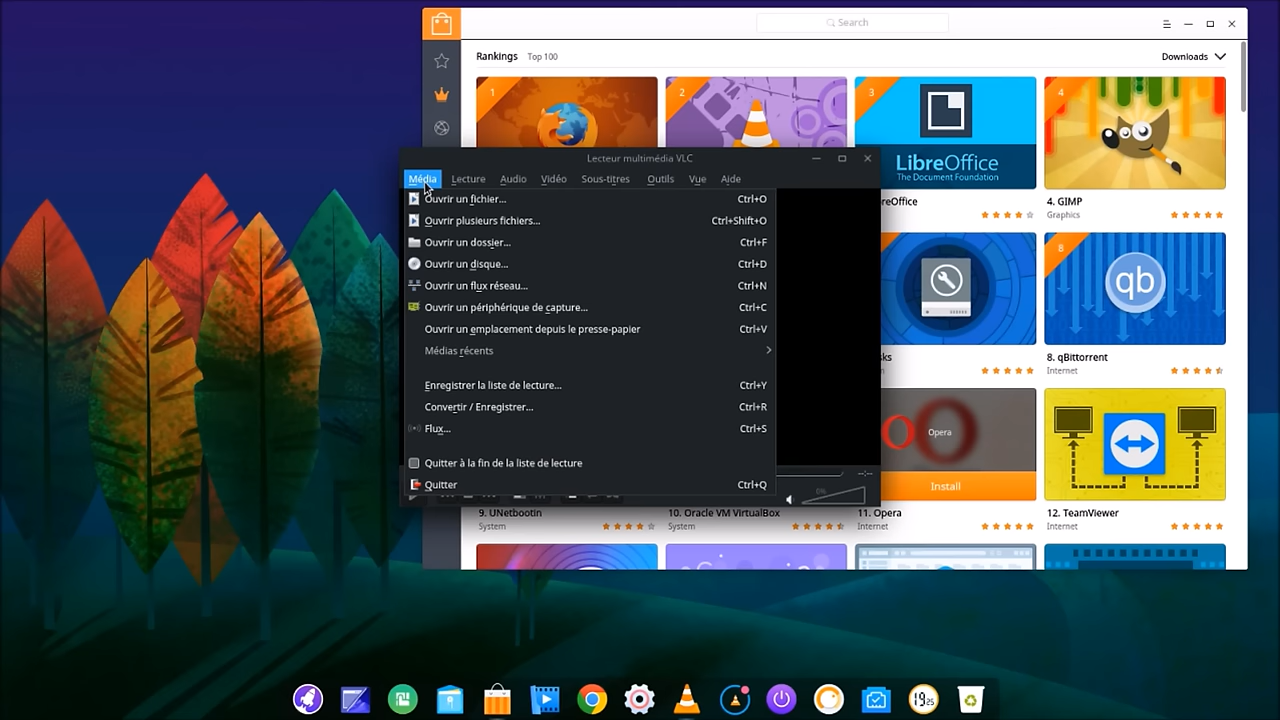 Search
Rankings Top 100
Downloads
1
2
3
4
LibreOffice
The Document Foundation
4. GIMP
Graphics
Lecteur multimédia VLC
Média Lecture Audio Vidéo Sous-titres Outils Vue Aide
Ouvrir un fichier... Ctrl+O
Ouvrir plusieurs fichiers... Ctrl+Shift+O
Ouvrir un dossier... Ctrl+F
Ouvrir un disque... Ctrl+D
Ouvrir un flux réseau... Ctrl+N
Ouvrir un périphérique de capture... Ctrl+C
Ouvrir un emplacement depuis le presse-papier Ctrl+V
Médias récents
Enregistrer la liste de lecture... Ctrl+Y
Convertir / Enregistrer... Ctrl+R
Flux... Ctrl+S
Quitter à la fin de la liste de lecture
Quitter Ctrl+Q
0%
reOffice
8
qb
8. qBittorrent
Internet
sks
Opera
Install
9. UNetbootin
System
10. Oracle VM VirtualBox
System
11. Opera
Internet
12. TeamViewer
Internet
19 25